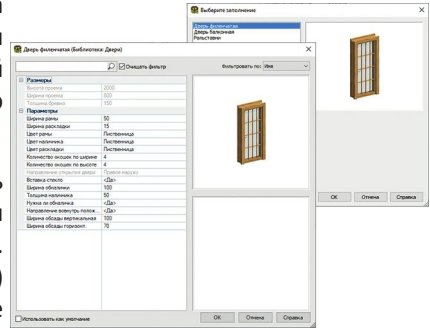 Выберите заполнение
Дверь филенчатая
Дверь балконная
Рольставни
ОК Отмена Справка
Дверь филенчатая (Библиотека: Двери)
Очищать фильтр
Фильтровать по: Имя
Размеры
Высота проема 2000
Ширина проема 800
Толщина бревна 150
Параметры
Ширина рамы 50
Ширина раскладки 15
Цвет рамы Лиственница
Цвет наличника Лиственница
Цвет раскладки Лиственница
Количество окошек по ширине 4
Количество окошек по высоте 4
Направление открытия двери Правая наружу
Вставка стекло <Да>
Ширина обналички 100
Толщина наличника 50
Нужна ли обналичка <Да>
Направление вовнутрь полож... <Да>
Ширина обсады вертикальная 100
Ширина обсады горизонт. 70
Использовать как умолчание
ОК Отмена Справка